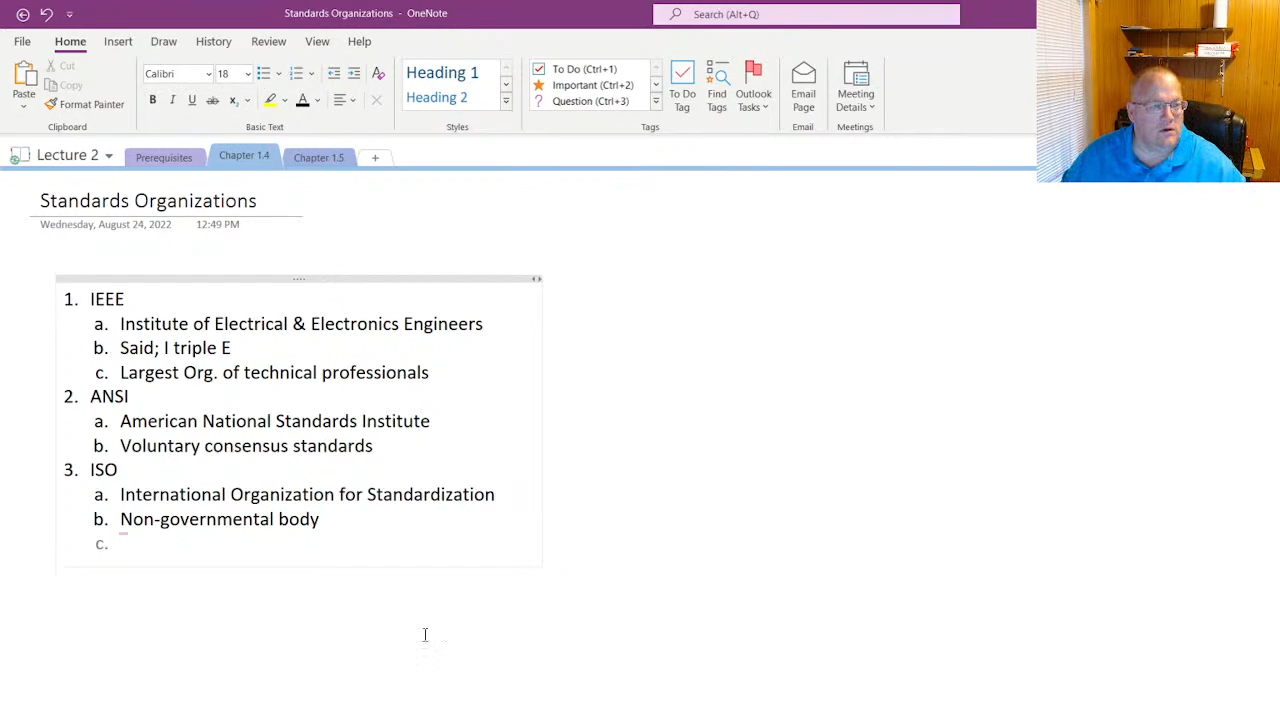 Standards Organizations - OneNote
Search (Alt+Q)
File Home Insert Draw History Review View Help
Paste
Cut
Copy
Format Painter
Clipboard
Calibri 18
B I U ab x
A
Basic Text
Heading 1
Heading 2
Styles
To Do (Ctrl+1)
Important (Ctrl+2)
? Question (Ctrl+3)
To Do
Tag
Find
Tags
Outlook
Tasks
Tags
Email
Page
Email
Meeting
Details
Meetings
Lecture 2 Prerequisites Chapter 1.4 Chapter 1.5 +
Standards Organizations
Wednesday, August 24, 2022 12:49 PM
1. IEEE
a. Institute of Electrical & Electronics Engineers
b. Said; I triple E
c. Largest Org. of technical professionals
2. ANSI
a. American National Standards Institute
b. Voluntary consensus standards
3. ISO
a. International Organization for Standardization
b. Non-governmental body
c.